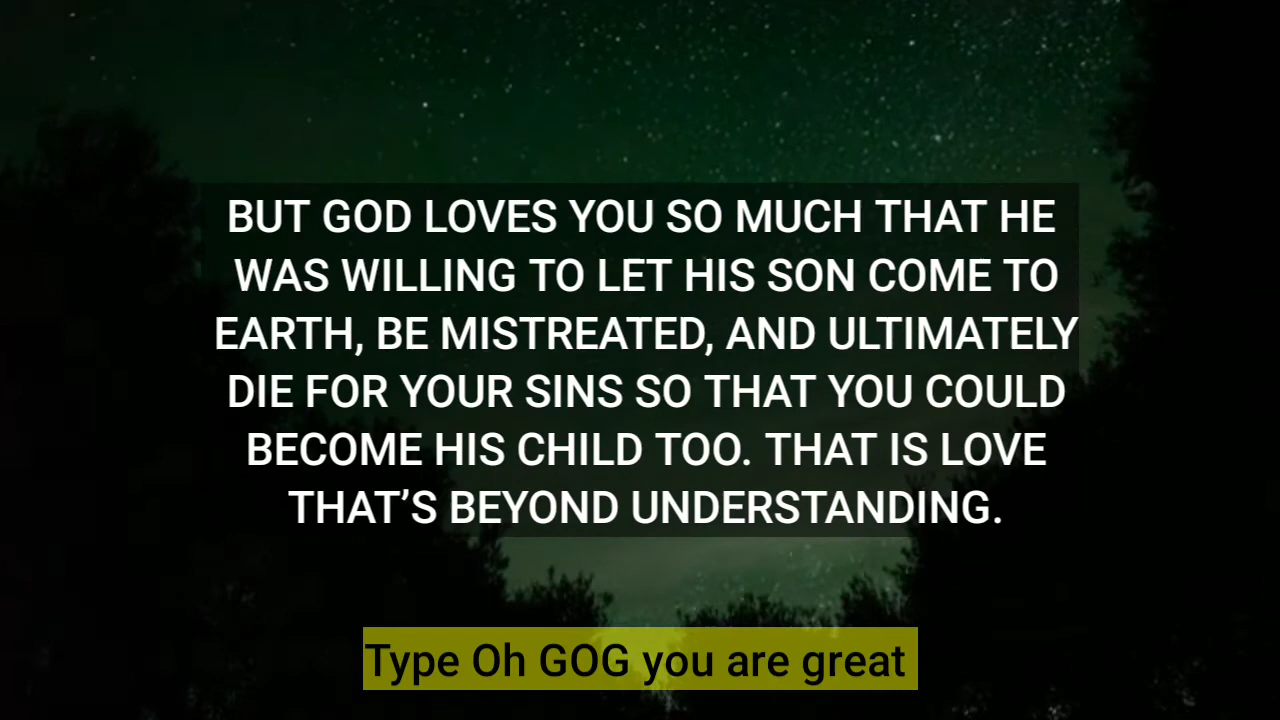 BUT GOD LOVES YOU SO MUCH THAT HE
WAS WILLING TO LET HIS SON COME TO
EARTH, BE MISTREATED, AND ULTIMATELY
DIE FOR YOUR SINS SO THAT YOU COULD
BECOME HIS CHILD TOO. THAT IS LOVE
THAT’S BEYOND UNDERSTANDING.
Type Oh GOG you are great